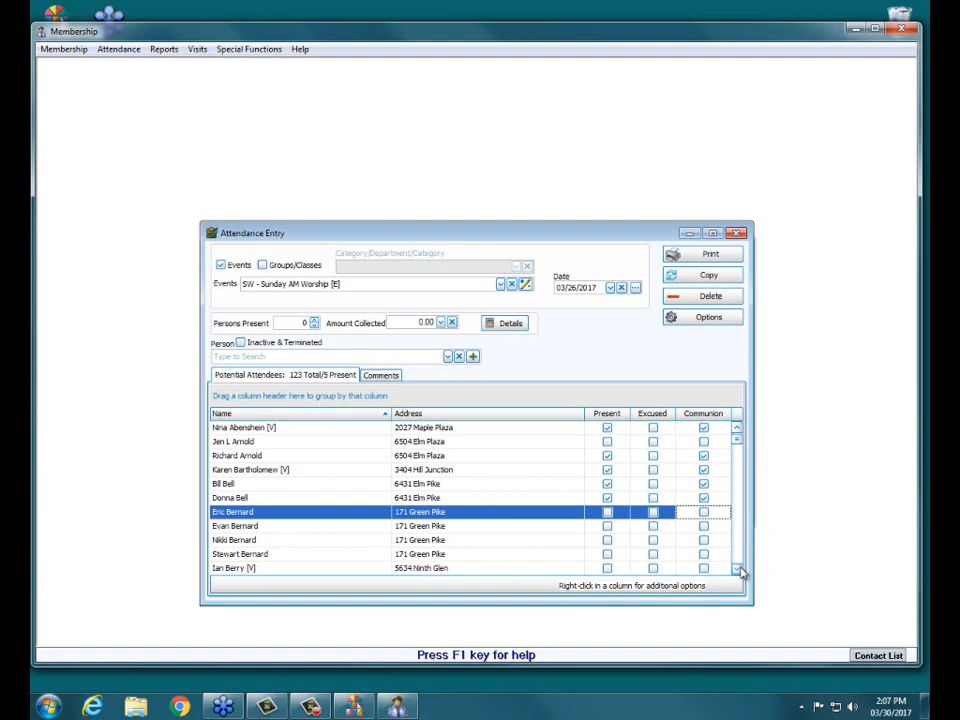 Membership
Membership Attendance Reports Visits Special Functions Help
Attendance Entry
Category/Department/Category
Events Groups/Classes
Events SW - Sunday AM Worship [E]
Date
03/26/2017
Print
Copy
Delete
Options
Persons Present 0 Amount Collected 0.00 Details
Person Inactive & Terminated
Type to Search
Potential Attendees: 123 Total/5 Present Comments
Drag a column header here to group by that column
Name Address Present Excused Communion
Nina Abenshein [V] 2027 Maple Plaza
Jen L Arnold 6504 Elm Plaza
Richard Arnold 6504 Elm Plaza
Karen Bartholomew [V] 3404 Hill Junction
Bill Bell 6431 Elm Pike
Donna Bell 6431 Elm Pike
Eric Bernard 171 Green Pike
Evan Bernard 171 Green Pike
Nikki Bernard 171 Green Pike
Stewart Bernard 171 Green Pike
Ian Berry [V] 5634 Ninth Glen
Right-click in a column for additional options
Press F1 key for help
Contact List
2:07 PM
03/30/2017